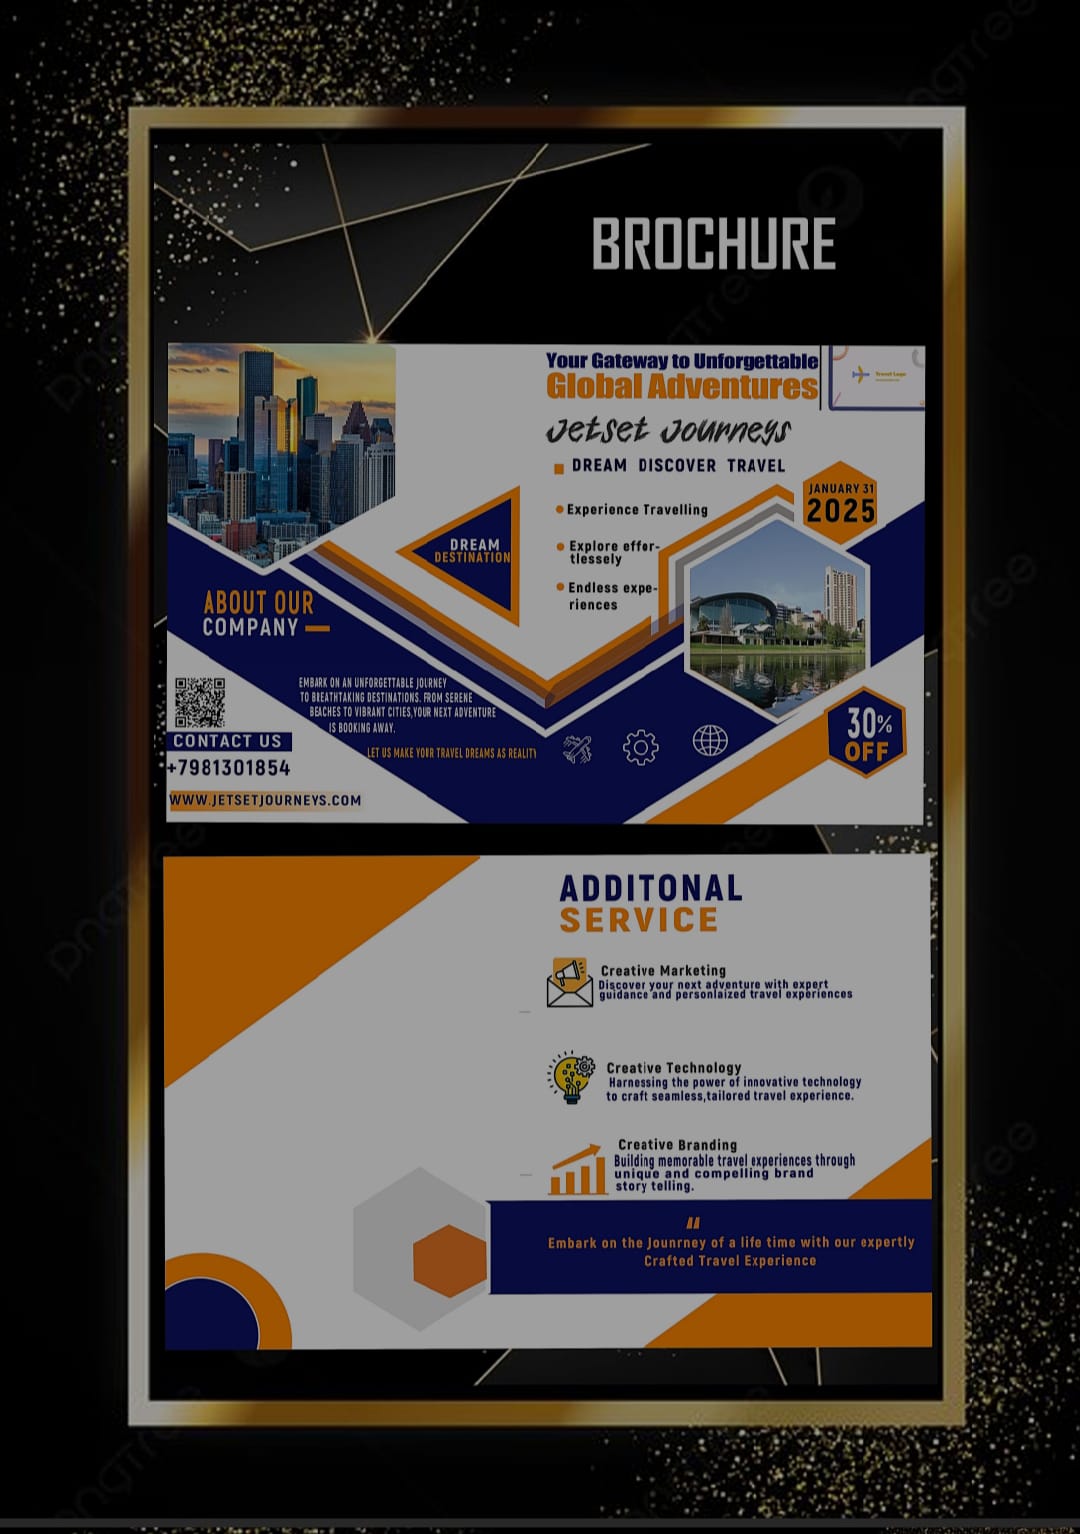 BROCHURE
Your Gateway to Unforgettable
Global Adventures
Travel Logo
Jetset Journeys
DREAM DISCOVER TRAVEL
JANUARY 31
2025
Experience Travelling
DREAM
DESTINATION
Explore effor-
tlessely
Endless expe-
riences
ABOUT OUR
COMPANY
EMBARK ON AN UNFORGETTABLE JOURNEY
TO BREATHTAKING DESTINATIONS. FROM SERENE
BEACHES TO VIBRANT CITIES,YOUR NEXT ADVENTURE
IS BOOKING AWAY.
LET US MAKE YOUR TRAVEL DREAMS AS REALITY
CONTACT US
+7981301854
WWW.JETSETJOURNEYS.COM
30%
OFF
ADDITONAL
SERVICE
Creative Marketing
Discover your next adventure with expert
guidance and personlaized travel experiences
Creative Technology
Harnessing the power of innovative technology
to craft seamless,tailored travel experience.
Creative Branding
Building memorable travel experiences through
unique and compelling brand
story telling.
"
Embark on the Jounrney of a life time with our expertly
Crafted Travel Experience
pngtree